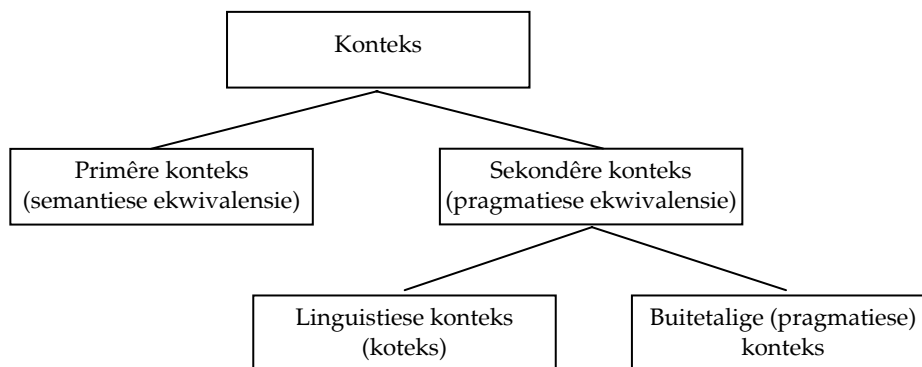 Konteks
Primêre konteks
(semantiese ekwivalensie)
Sekondêre konteks
(pragmatiese ekwivalensie)
Linguistiese konteks
(koteks)
Buitetalige (pragmatiese)
konteks